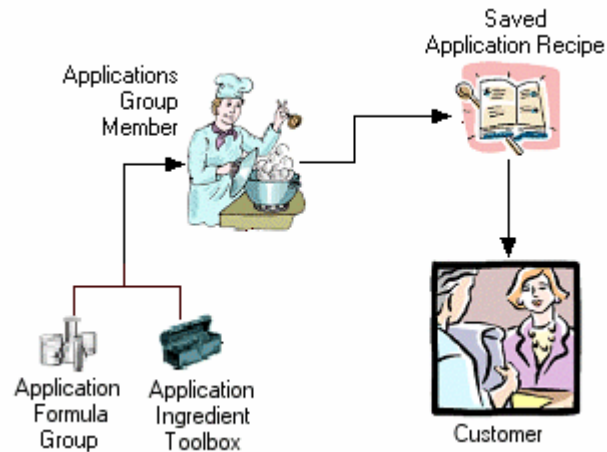 Saved
Application Recipe
Applications
Group
Member
Application
Formula
Group
Application
Ingredient
Toolbox
Customer